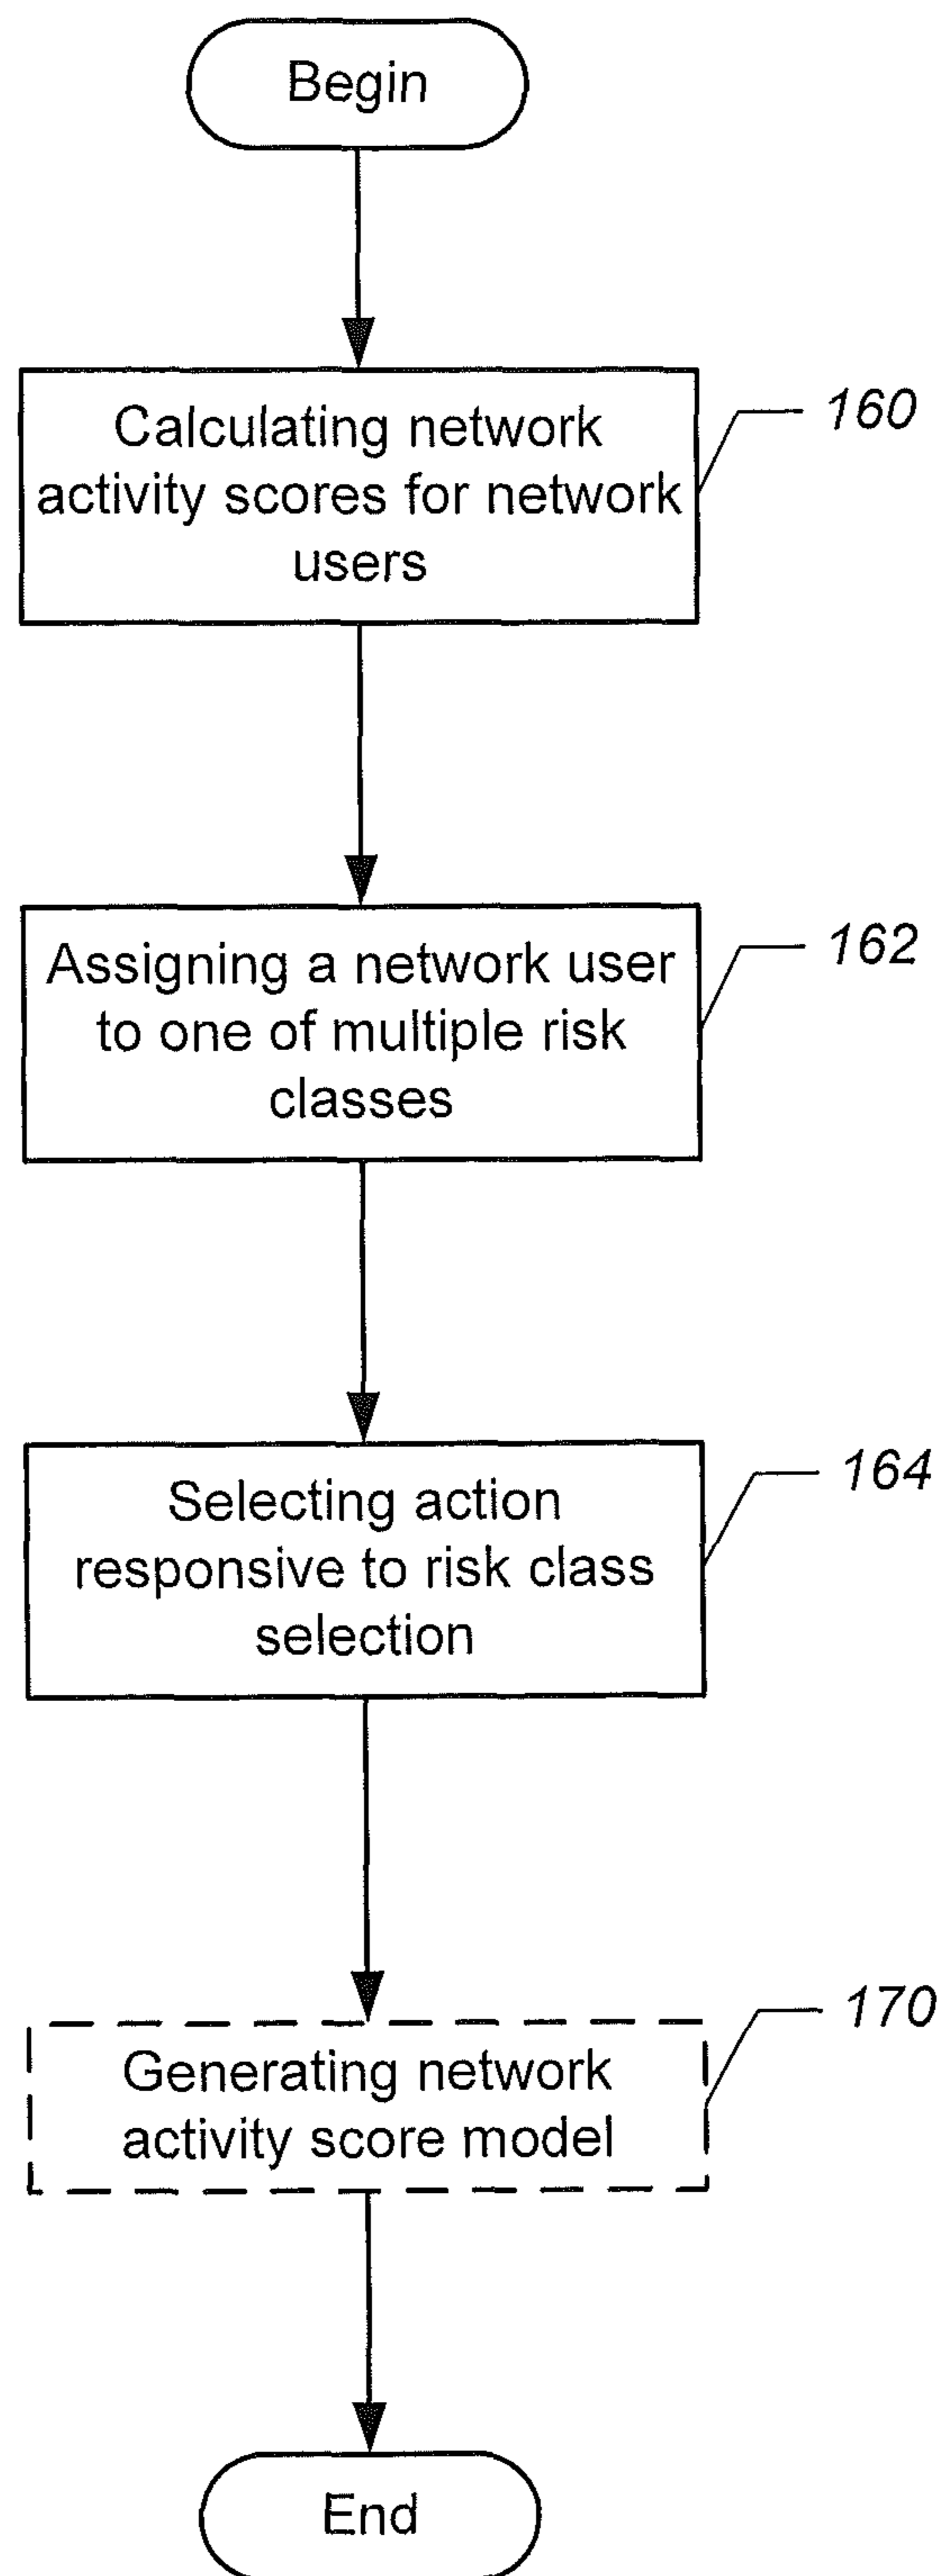 Begin
Calculating network
activity scores for network
users
160
Assigning a network user
to one of multiple risk
classes
162
Selecting action
responsive to risk class
selection
164
Generating network
activity score model
170
End